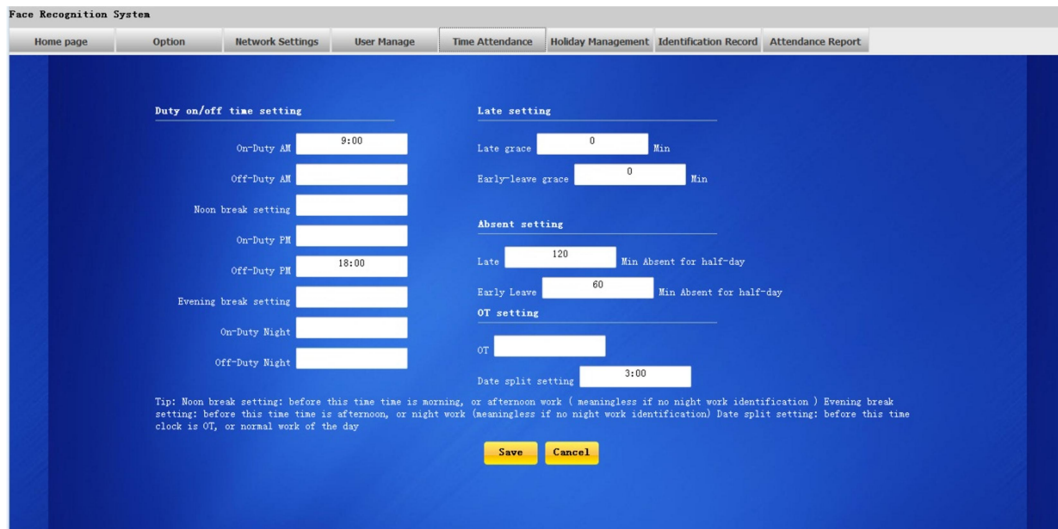 Face Recognition System
Home page Option Network Settings User Manage Time Attendance Holiday Management Identification Record Attendance Report
Duty on/off time setting
On-Duty AM 9:00
Off-Duty AM
Noon break setting
On-Duty PM
Off-Duty PM 18:00
Evening break setting
On-Duty Night
Off-Duty Night
Late setting
Late grace 0 Min
Early-leave grace 0 Min
Absent setting
Late 120 Min Absent for half-day
Early Leave 60 Min Absent for half-day
OT setting
OT
Date split setting 3:00
Tip: Noon break setting: before this time time is morning, or afternoon work ( meaningless if no night work identification ) Evening break
setting: before this time time is afternoon, or night work (meaningless if no night work identification) Date split setting: before this time
clock is OT, or normal work of the day
Save Cancel